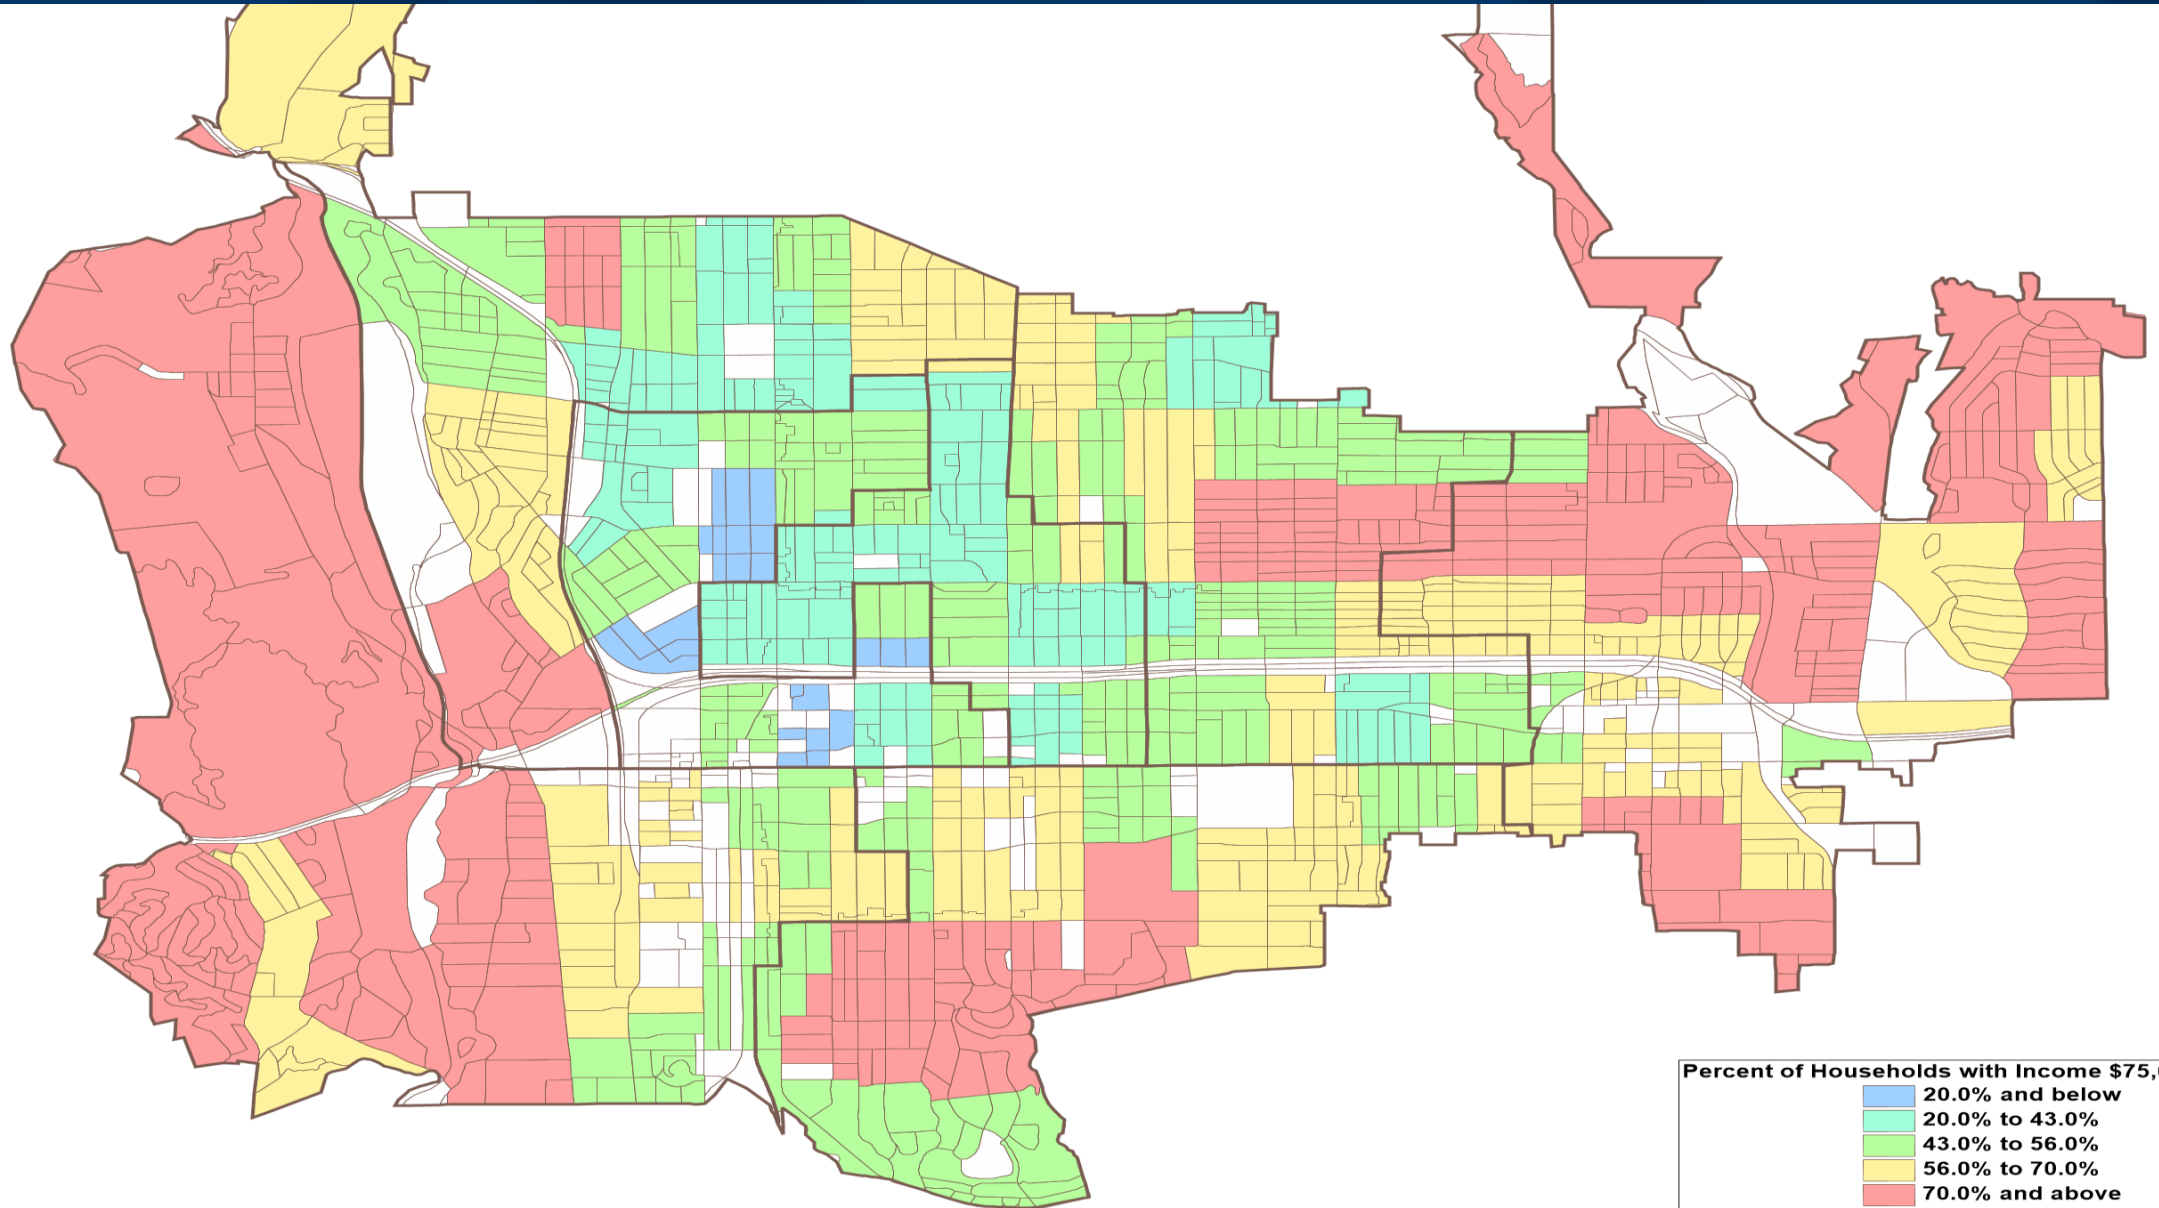 Percent of Households with Income $75,
20.0% and below
20.0% to 43.0%
43.0% to 56.0%
56.0% to 70.0%
70.0% and above